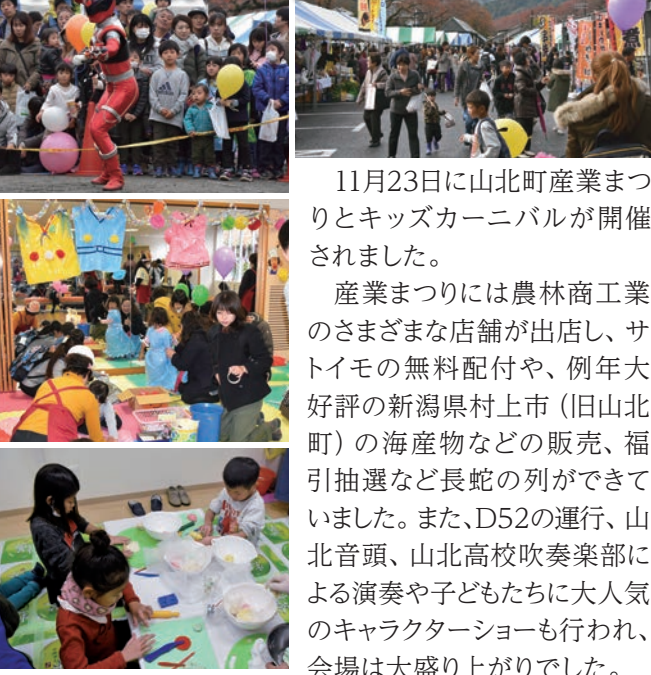 11月23日に山北町産業まつ
りとキッズカーニバルが開催
されました。
産業まつりには農林商工業
のさまざまな店舗が出店し、サ
トイモの無料配付や、例年大
好評の新潟県村上市（旧山北
町）の海産物などの販売、福
引抽選など長蛇の列ができて
いました。また、D52の運行、山
北音頭、山北高校吹奏楽部に
よる演奏や子どもたちに大人気
のキャラクターショーも行われ、
会場は大盛り上がりでした。